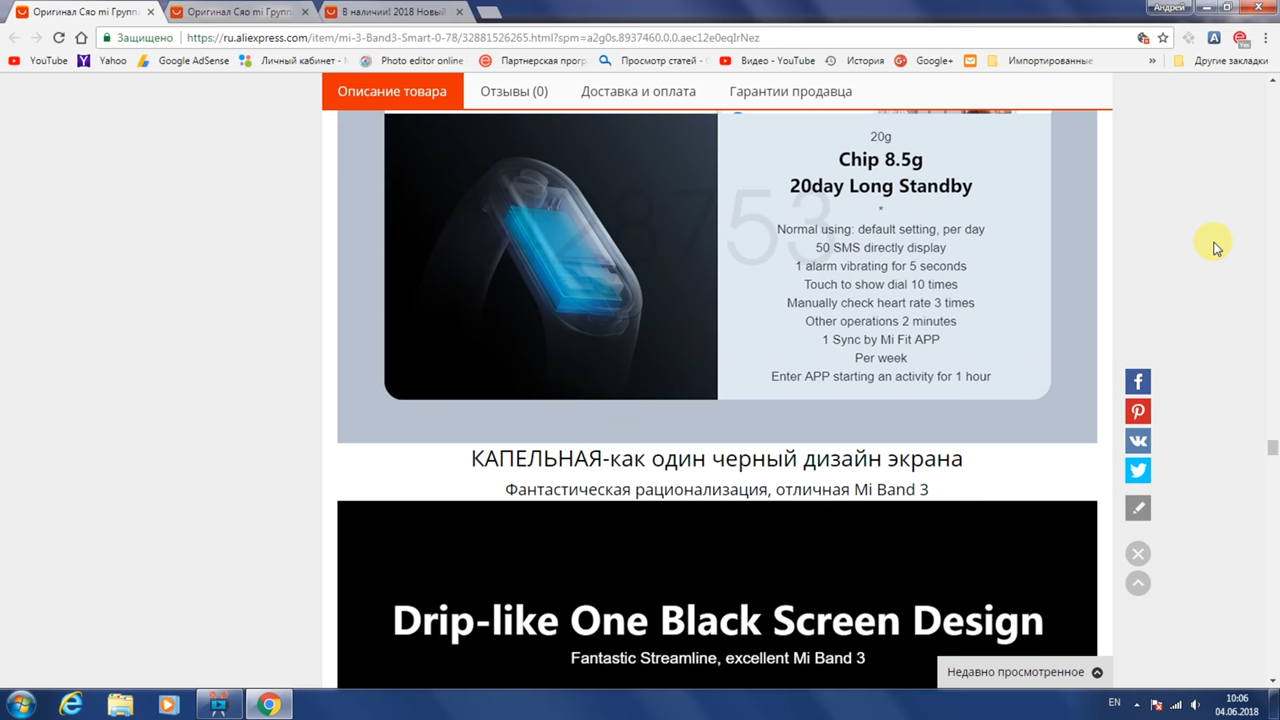 Оригинал Сяо mi Групп
Оригинал Сяо mi Групп
В наличии! 2018 Новый
Андрей
Защищено
https://ru.aliexpress.com/item/mi-3-Band3-Smart-0-78/32881526265.html?spm=a2g0s.8937460.0.0.aec12e0eqIrNez
YouTube
Yahoo
Google AdSense
Личный кабинет -
Photo editor online
Партнерская прог
Просмотр статей -
Видео - YouTube
История
Google+
Импортированные
»
Другие закладки
Описание товара
Отзывы (0)
Доставка и оплата
Гарантии продавца
20g
Chip 8.5g
20day Long Standby
*
Normal using: default setting, per day
50 SMS directly display
1 alarm vibrating for 5 seconds
Touch to show dial 10 times
Manually check heart rate 3 times
Other operations 2 minutes
1 Sync by Mi Fit APP
Per week
Enter APP starting an activity for 1 hour
КАПЕЛЬНАЯ-как один черный дизайн экрана
Фантастическая рационализация, отличная Mi Band 3
Drip-like One Black Screen Design
Fantastic Streamline, excellent Mi Band 3
Недавно просмотренное
EN
10:06
04.06.2018